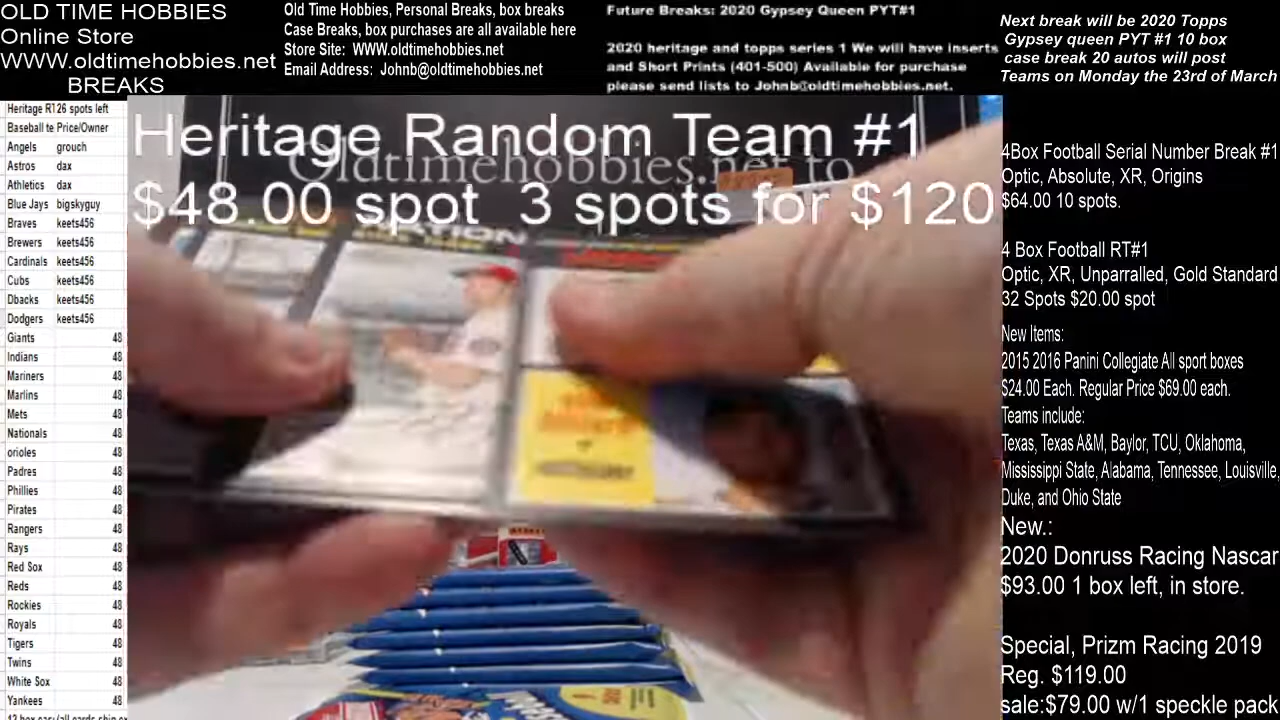 OLD TIME HOBBIES
Online Store
WWW.oldtimehobbies.net
BREAKS
Old Time Hobbies, Personal Breaks, box breaks
Case Breaks, box purchases are all available here
Store Site: WWW.oldtimehobbies.net
Email Address: Johnb@oldtimehobbies.net
Future Breaks: 2020 Gypsey Queen PYT#1
2020 heritage and topps series 1 We will have inserts
and Short Prints (401-500) Available for purchase
please send lists to Johnb@oldtimehobbies.net.
Next break will be 2020 Topps
Gypsey queen PYT #1 10 box
case break 20 autos will post
Teams on Monday the 23rd of March
Heritage RT26 spots left
Baseball te Price/Owner
Angels grouch
Astros dax
Athletics dax
Blue Jays bigskyguy
Braves keets456
Brewers keets456
Cardinals keets456
Cubs keets456
Dbacks keets456
Dodgers keets456
Giants 48
Indians 48
Mariners 48
Marlins 48
Mets 48
Nationals 48
orioles 48
Padres 48
Phillies 48
Pirates 48
Rangers 48
Rays 48
Red Sox 48
Reds 48
Rockies 48
Royals 48
Tigers 48
Twins 48
White Sox 48
Yankees 48
Heritage Random Team #1
Oldtimehobbies.net to
$48.00 spot 3 spots for $120
4Box Football Serial Number Break #1
Optic, Absolute, XR, Origins
$64.00 10 spots.
4 Box Football RT#1
Optic, XR, Unparralled, Gold Standard
32 Spots $20.00 spot
New Items:
2015 2016 Panini Collegiate All sport boxes
$24.00 Each. Regular Price $69.00 each.
Teams include:
Texas, Texas A&M, Baylor, TCU, Oklahoma,
Mississippi State, Alabama, Tennessee, Louisville,
Duke, and Ohio State
New.:
2020 Donruss Racing Nascar
$93.00 1 box left, in store.
Special, Prizm Racing 2019
Reg. $119.00
sale:$79.00 w/1 speckle pack